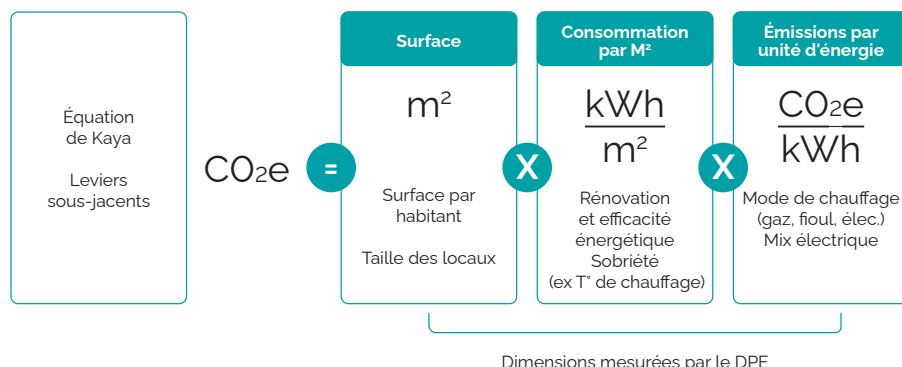 Équation
de Kaya
Leviers
sous-jacents
CO₂e
=
Surface
m²
Surface par
habitant
Taille des locaux
X
Consommation
par M²
kWh
m²
Rénovation
et efficacité
énergétique
Sobriété
(ex T° de chauffage)
X
Émissions par
unité d'énergie
CO₂e
kWh
Mode de chauffage
(gaz, fioul, élec.)
Mix électrique
Dimensions mesurées par le DPE